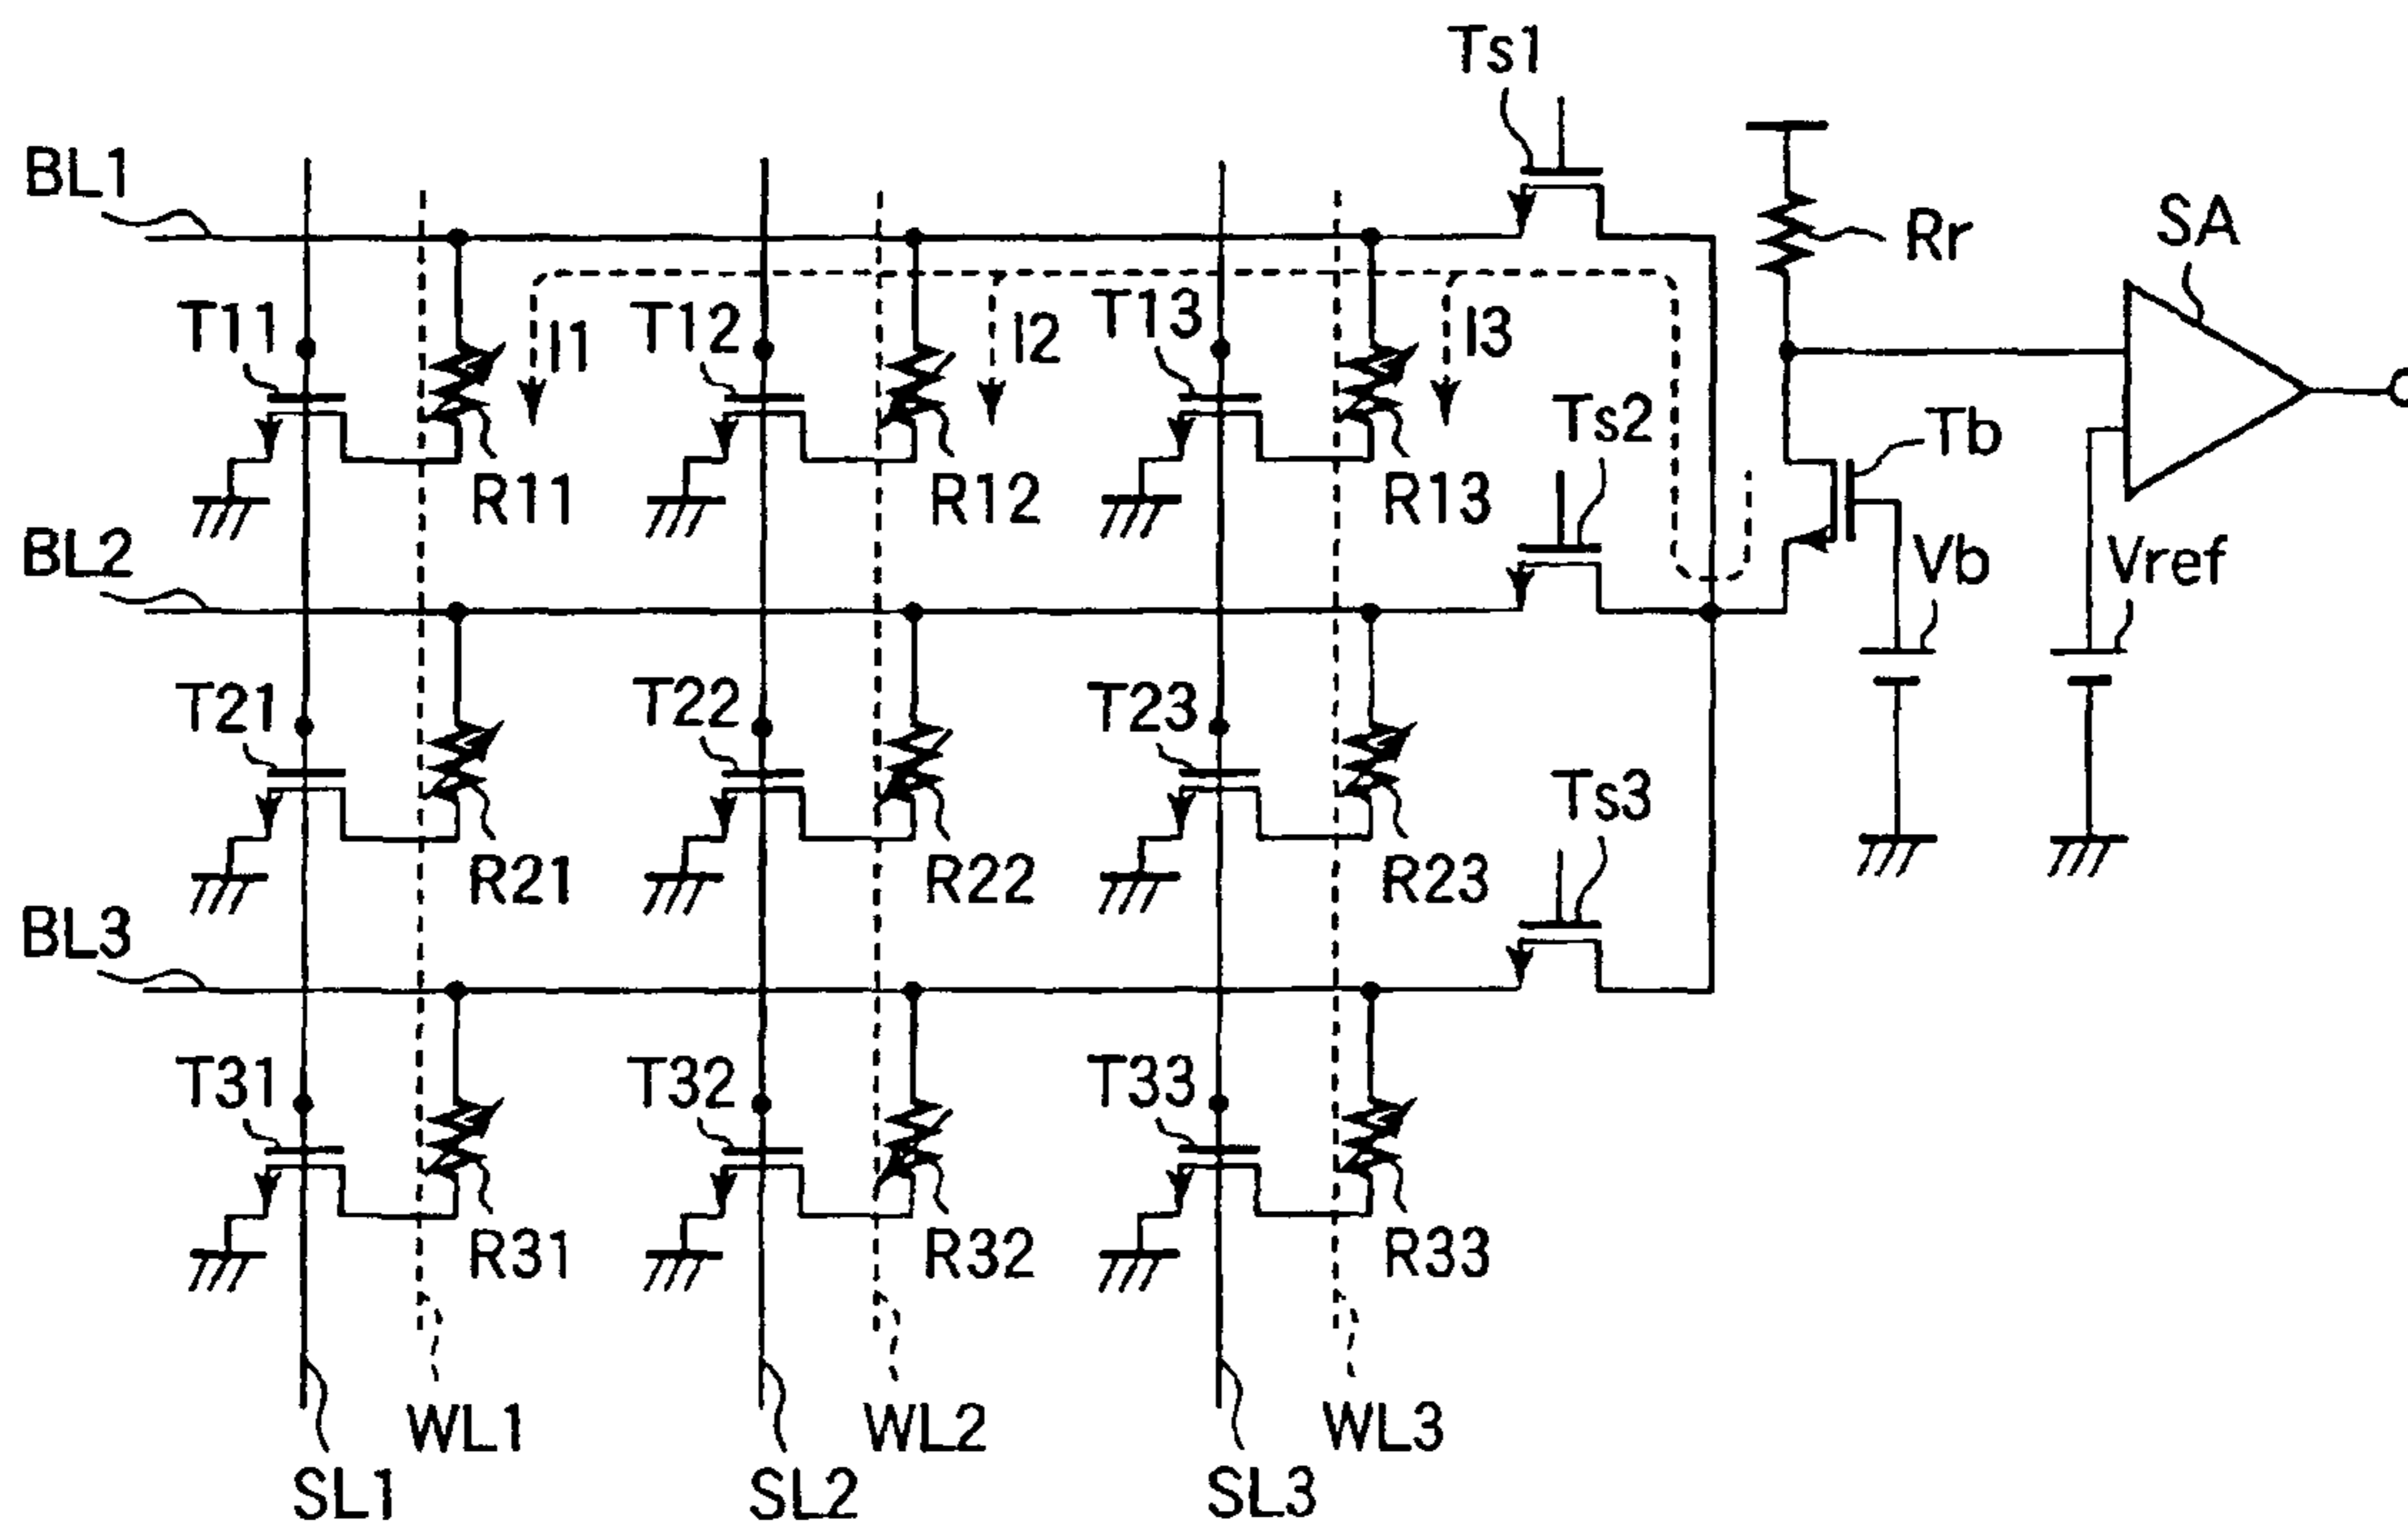 Ts1
BL1
Rr
SA
T11
I1
T12
I2
T13
I3
Ts2
Tb
R11
R12
R13
BL2
Vb
Vref
T21
T22
T23
Ts3
R21
R22
R23
BL3
T31
T32
T33
R31
R32
R33
WL1
WL2
WL3
SL1
SL2
SL3